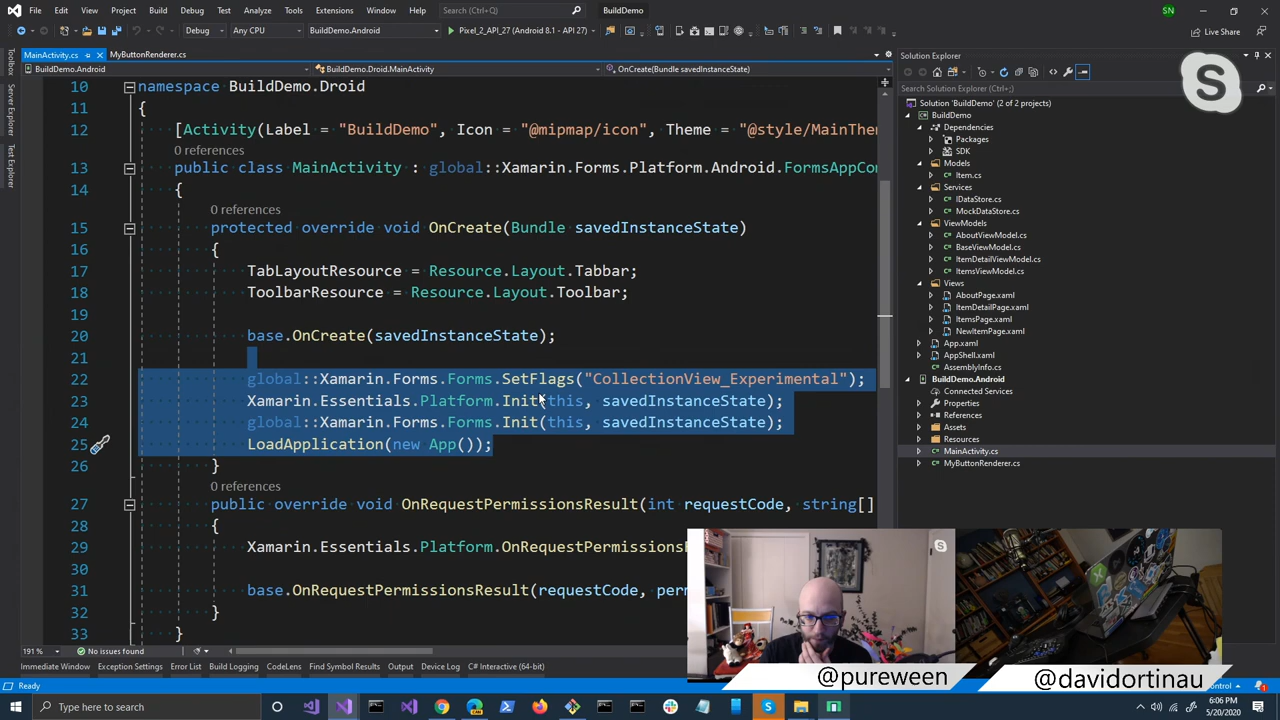 File Edit View Project Build Debug Test Analyze Tools Extensions Window Help Search (Ctrl+Q) BuildDemo SN
Debug Any CPU BuildDemo.Android Pixel_2_API_27 (Android 8.1 - API 27) Live Share
MainActivity.cs MyButtonRenderer.cs
BuildDemo.Android BuildDemo.Droid.MainActivity OnCreate(Bundle savedInstanceState)
Toolbox
Server Explorer
Test Explorer
10 namespace BuildDemo.Droid
11 {
12 [Activity(Label = "BuildDemo", Icon = "@mipmap/icon", Theme = "@style/MainThem
0 references
13 public class MainActivity : global::Xamarin.Forms.Platform.Android.FormsAppCom
14 {
0 references
15 protected override void OnCreate(Bundle savedInstanceState)
16 {
17 TabLayoutResource = Resource.Layout.Tabbar;
18 ToolbarResource = Resource.Layout.Toolbar;
19
20 base.OnCreate(savedInstanceState);
21
22 global::Xamarin.Forms.Forms.SetFlags("CollectionView_Experimental");
23 Xamarin.Essentials.Platform.Init(this, savedInstanceState);
24 global::Xamarin.Forms.Forms.Init(this, savedInstanceState);
25 LoadApplication(new App());
26 }
0 references
27 public override void OnRequestPermissionsResult(int requestCode, string[]
28 {
29 Xamarin.Essentials.Platform.OnRequestPermissionsR
30
31 base.OnRequestPermissionsResult(requestCode, perm
32 }
33 }
191 % No issues found
Immediate Window Exception Settings Error List Build Logging CodeLens Find Symbol Results Output Device Log C# Interactive (64-bit)
Ready
Solution Explorer
Search Solution Explorer (Ctrl+;)
Solution 'BuildDemo' (2 of 2 projects)
BuildDemo
Dependencies
Packages
SDK
Models
Item.cs
Services
IDataStore.cs
MockDataStore.cs
ViewModels
AboutViewModel.cs
BaseViewModel.cs
ItemDetailViewModel.cs
ItemsViewModel.cs
Views
AboutPage.xaml
ItemDetailPage.xaml
ItemsPage.xaml
NewItemPage.xaml
App.xaml
AppShell.xaml
AssemblyInfo.cs
BuildDemo.Android
Connected Services
Properties
References
Assets
Resources
MainActivity.cs
MyButtonRenderer.cs
@pureween
@davidortinau
Type here to search
6:06 PM
5/20/2020